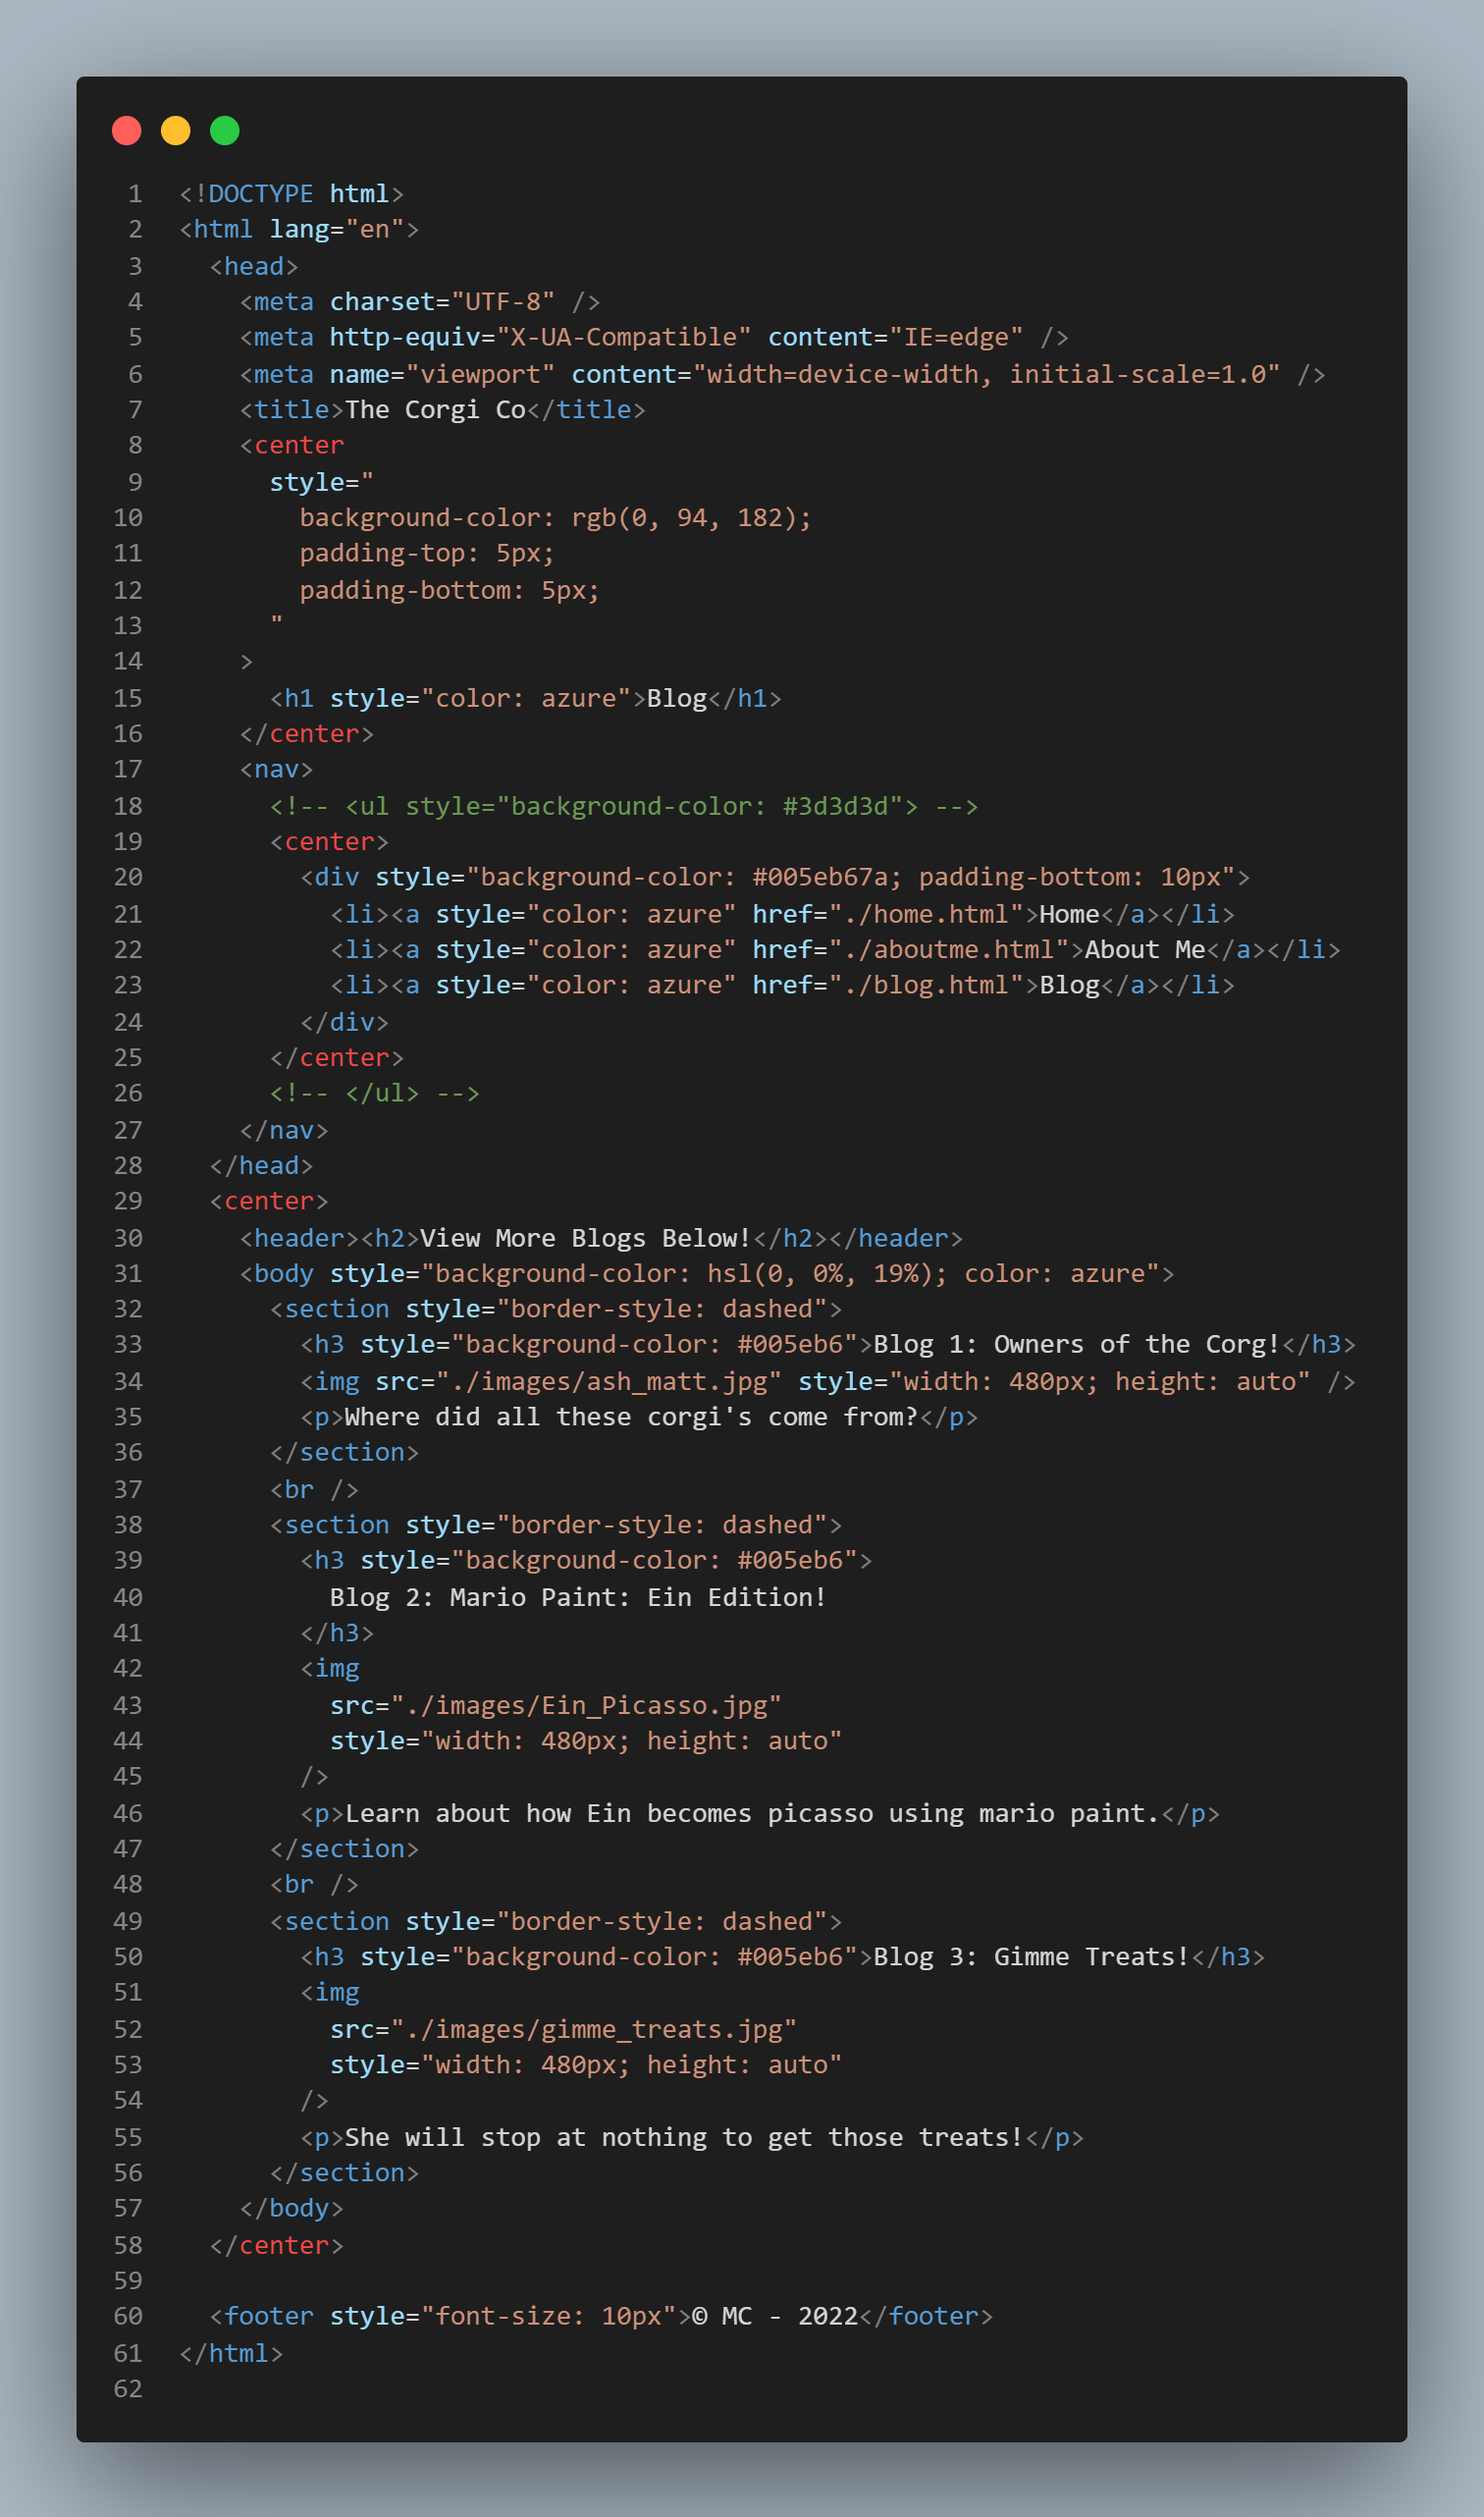 1 <!DOCTYPE html>
2 <html lang="en">
3   <head>
4     <meta charset="UTF-8" />
5     <meta http-equiv="X-UA-Compatible" content="IE=edge" />
6     <meta name="viewport" content="width=device-width, initial-scale=1.0" />
7     <title>The Corgi Co</title>
8     <center
9       style="
10         background-color: rgb(0, 94, 182);
11         padding-top: 5px;
12         padding-bottom: 5px;
13       "
14     >
15       <h1 style="color: azure">Blog</h1>
16     </center>
17     <nav>
18       <!-- <ul style="background-color: #3d3d3d"> -->
19       <center>
20         <div style="background-color: #005eb67a; padding-bottom: 10px">
21           <li><a style="color: azure" href="./home.html">Home</a></li>
22           <li><a style="color: azure" href="./aboutme.html">About Me</a></li>
23           <li><a style="color: azure" href="./blog.html">Blog</a></li>
24         </div>
25       </center>
26       <!-- </ul> -->
27     </nav>
28   </head>
29   <center>
30     <header><h2>View More Blogs Below!</h2></header>
31     <body style="background-color: hsl(0, 0%, 19%); color: azure">
32       <section style="border-style: dashed">
33         <h3 style="background-color: #005eb6">Blog 1: Owners of the Corg!</h3>
34         <img src="./images/ash_matt.jpg" style="width: 480px; height: auto" />
35         <p>Where did all these corgi's come from?</p>
36       </section>
37       <br />
38       <section style="border-style: dashed">
39         <h3 style="background-color: #005eb6">
40           Blog 2: Mario Paint: Ein Edition!
41         </h3>
42         <img
43           src="./images/Ein_Picasso.jpg"
44           style="width: 480px; height: auto"
45         />
46         <p>Learn about how Ein becomes picasso using mario paint.</p>
47       </section>
48       <br />
49       <section style="border-style: dashed">
50         <h3 style="background-color: #005eb6">Blog 3: Gimme Treats!</h3>
51         <img
52           src="./images/gimme_treats.jpg"
53           style="width: 480px; height: auto"
54         />
55         <p>She will stop at nothing to get those treats!</p>
56       </section>
57     </body>
58   </center>
59
60   <footer style="font-size: 10px">© MC - 2022</footer>
61 </html>
62